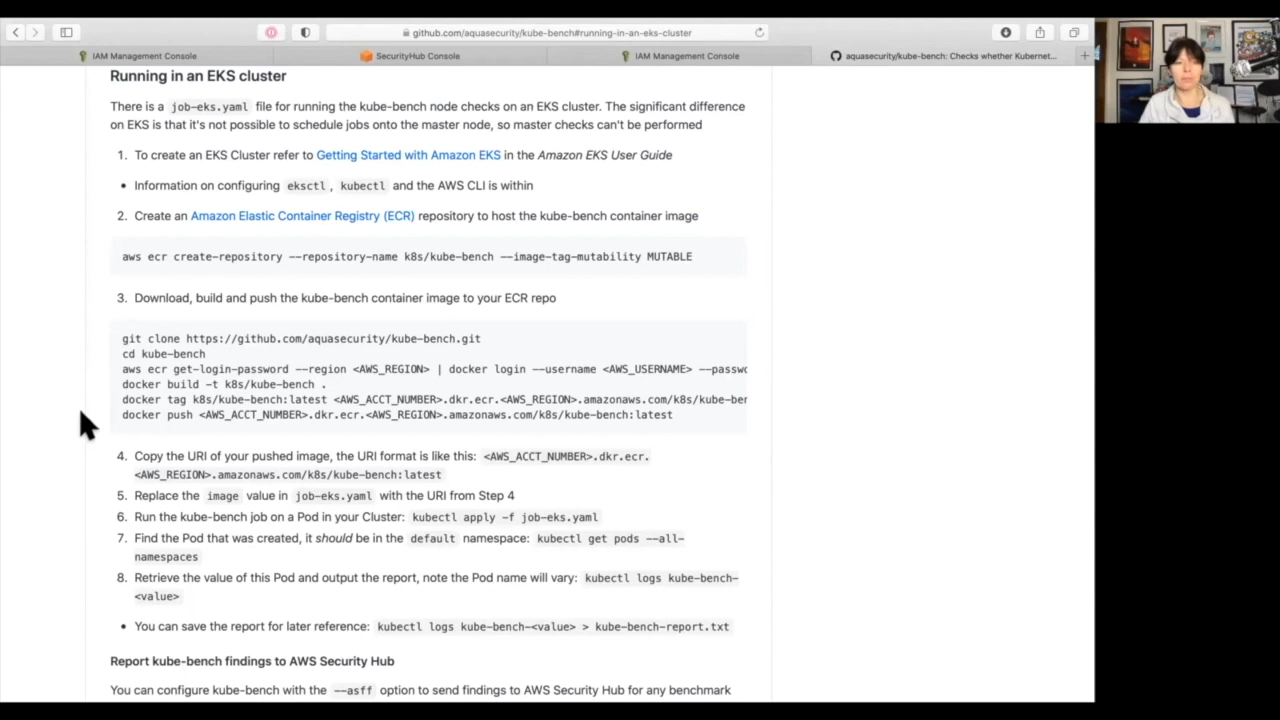 github.com/aquasecurity/kube-bench#running-in-an-eks-cluster
IAM Management Console
SecurityHub Console
IAM Management Console
aquasecurity/kube-bench: Checks whether Kubernet...
Running in an EKS cluster
There is a job-eks.yaml file for running the kube-bench node checks on an EKS cluster. The significant difference
on EKS is that it's not possible to schedule jobs onto the master node, so master checks can't be performed
1. To create an EKS Cluster refer to Getting Started with Amazon EKS in the Amazon EKS User Guide
• Information on configuring eksctl, kubectl and the AWS CLI is within
2. Create an Amazon Elastic Container Registry (ECR) repository to host the kube-bench container image
aws ecr create-repository --repository-name k8s/kube-bench --image-tag-mutability MUTABLE
3. Download, build and push the kube-bench container image to your ECR repo
git clone https://github.com/aquasecurity/kube-bench.git
cd kube-bench
aws ecr get-login-password --region <AWS_REGION> | docker login --username <AWS_USERNAME> --passwo
docker build -t k8s/kube-bench .
docker tag k8s/kube-bench:latest <AWS_ACCT_NUMBER>.dkr.ecr.<AWS_REGION>.amazonaws.com/k8s/kube-ber
docker push <AWS_ACCT_NUMBER>.dkr.ecr.<AWS_REGION>.amazonaws.com/k8s/kube-bench:latest
4. Copy the URI of your pushed image, the URI format is like this: <AWS_ACCT_NUMBER>.dkr.ecr.
<AWS_REGION>.amazonaws.com/k8s/kube-bench:latest
5. Replace the image value in job-eks.yaml with the URI from Step 4
6. Run the kube-bench job on a Pod in your Cluster: kubectl apply -f job-eks.yaml
7. Find the Pod that was created, it should be in the default namespace: kubectl get pods --all-
namespaces
8. Retrieve the value of this Pod and output the report, note the Pod name will vary: kubectl logs kube-bench-
<value>
• You can save the report for later reference: kubectl logs kube-bench-<value> > kube-bench-report.txt
Report kube-bench findings to AWS Security Hub
You can configure kube-bench with the --asff option to send findings to AWS Security Hub for any benchmark